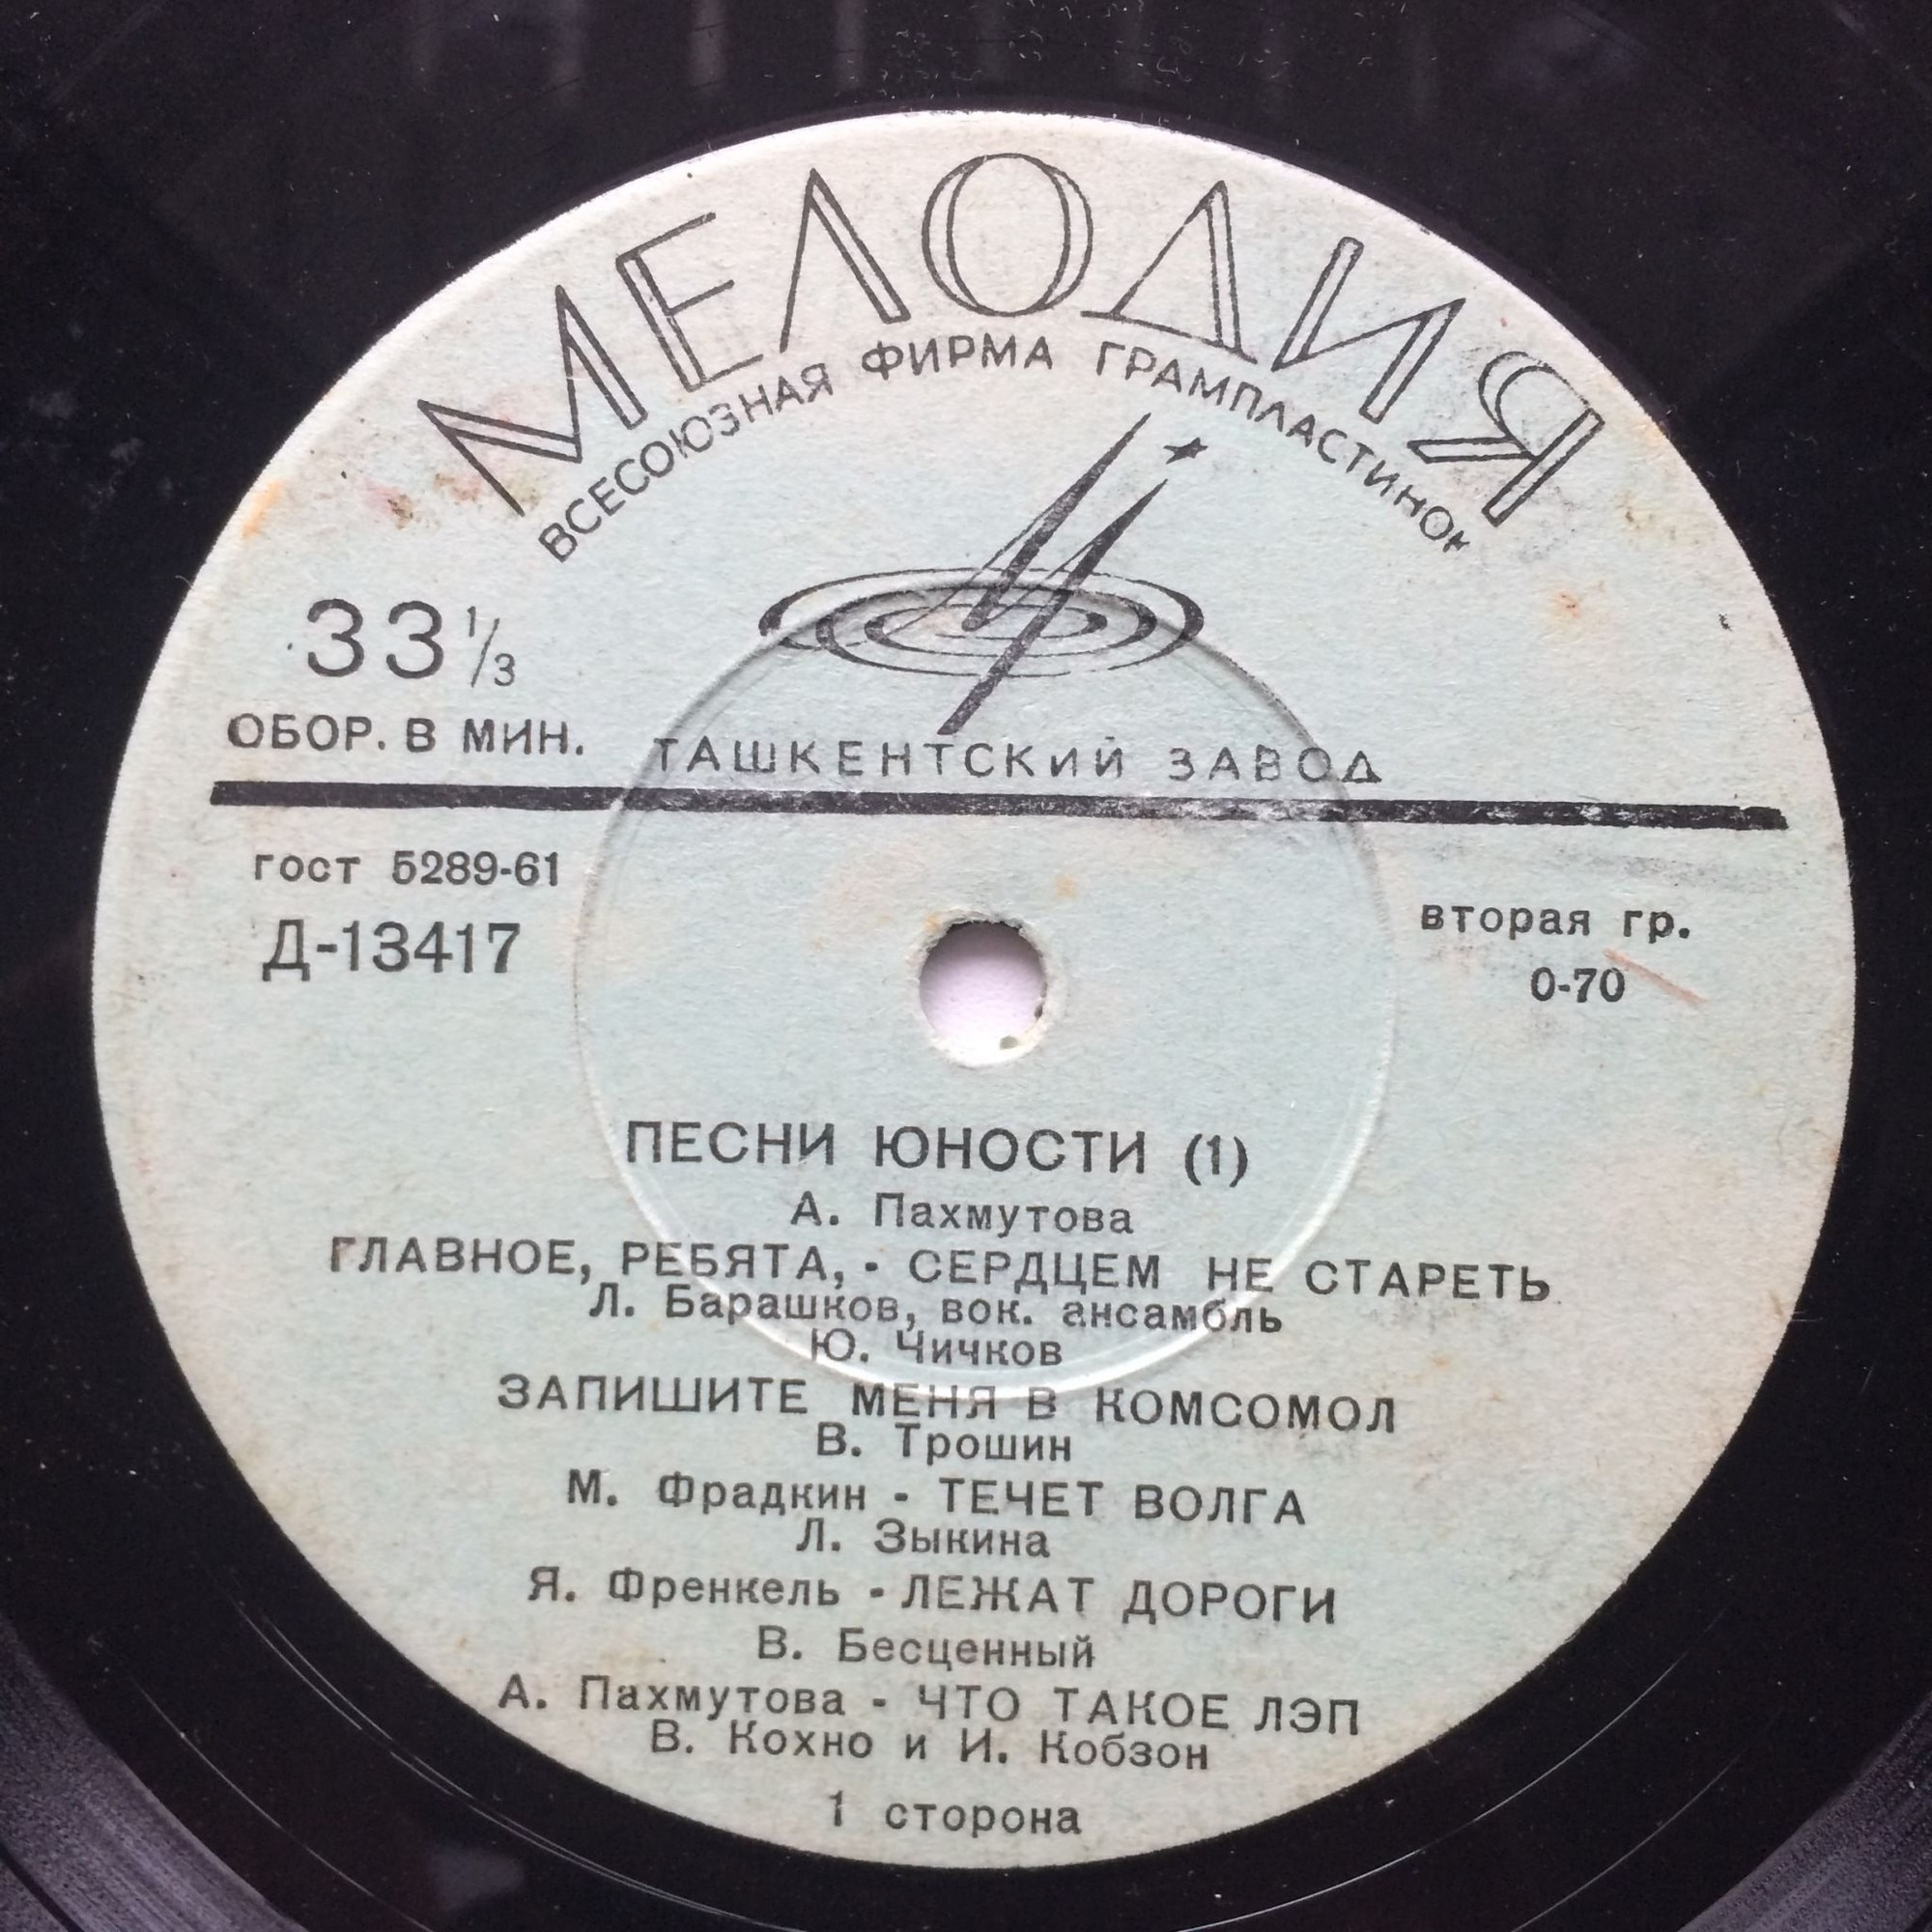 МЕЛОДИЯ
ВСЕСОЮЗНАЯ ФИРМА ГРАМПЛАСТИНОК
33 1/3
ОБОР. В МИН.
ТАШКЕНТСКИЙ ЗАВОД
гост 5289-61
Д-13417
вторая гр.
0-70
ПЕСНИ ЮНОСТИ (1)
А. Пахмутова
ГЛАВНОЕ, РЕБЯТА,- СЕРДЦЕМ НЕ СТАРЕТЬ
Л. Барашков, вок. ансамбль
Ю. Чичков
ЗАПИШИТЕ МЕНЯ В КОМСОМОЛ
В. Трошин
М. Фрадкин - ТЕЧЕТ ВОЛГА
Л. Зыкина
Я. Френкель - ЛЕЖАТ ДОРОГИ
В. Бесценный
А. Пахмутова - ЧТО ТАКОЕ ЛЭП
В. Кохно и И. Кобзон
1 сторона